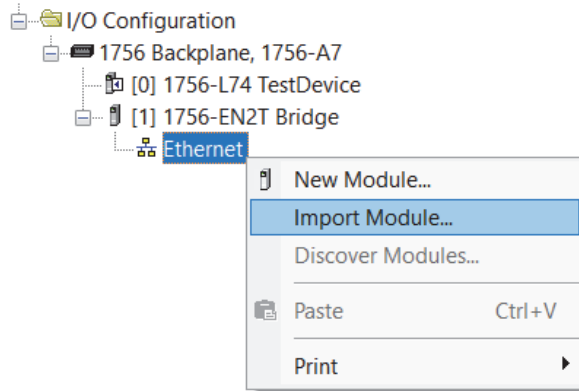 I/O Configuration
1756 Backplane, 1756-A7
[0] 1756-L74 TestDevice
[1] 1756-EN2T Bridge
Ethernet
New Module...
Import Module...
Discover Modules...
Paste Ctrl+V
Print